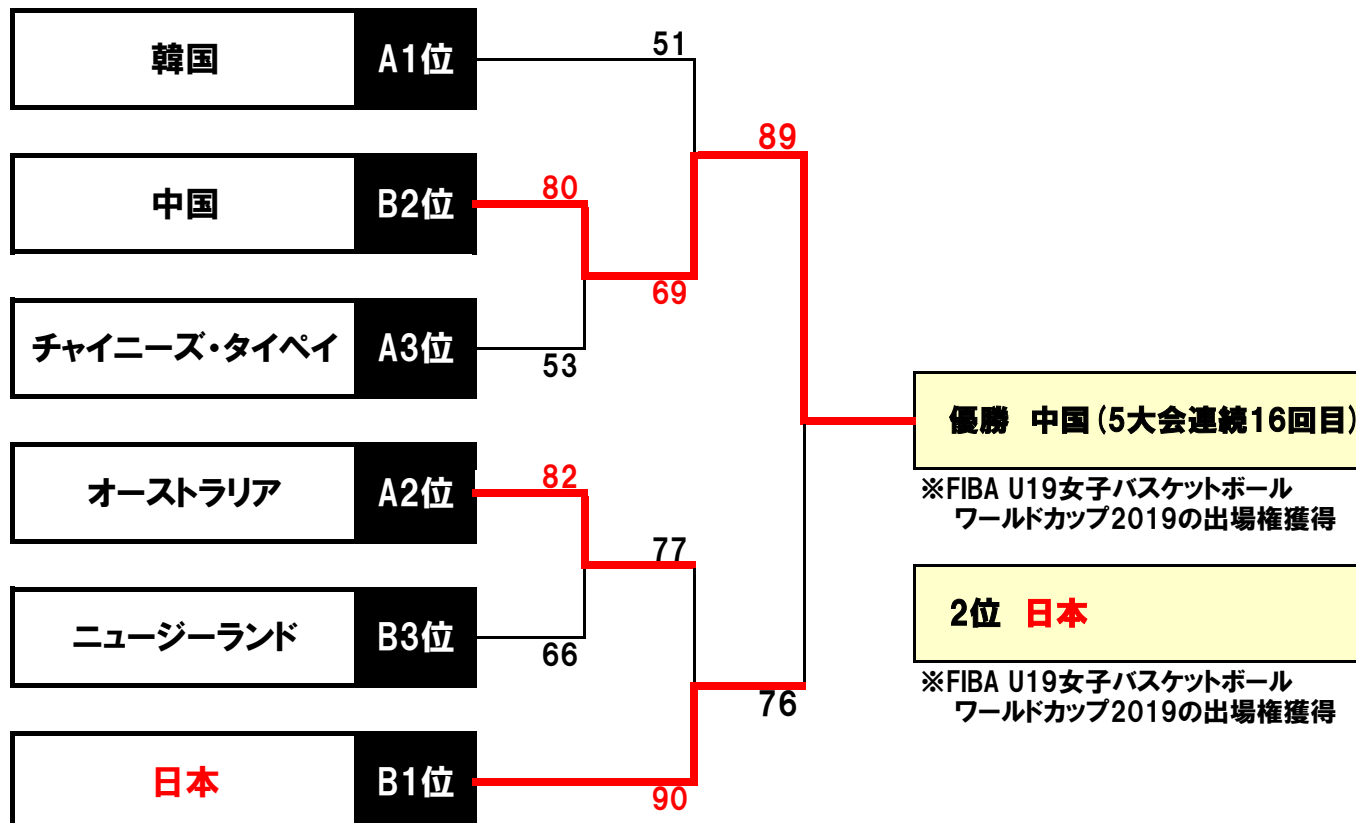 韓国 A1位
51
89
中国 B2位
80
69
チャイニーズ・タイペイ A3位
53
優勝 中国(5大会連続16回目)
※FIBA U19女子バスケットボール
ワールドカップ2019の出場権獲得
オーストラリア A2位
82
77
2位 日本
※FIBA U19女子バスケットボール
ワールドカップ2019の出場権獲得
ニュージーランド B3位
66
76
日本 B1位
90